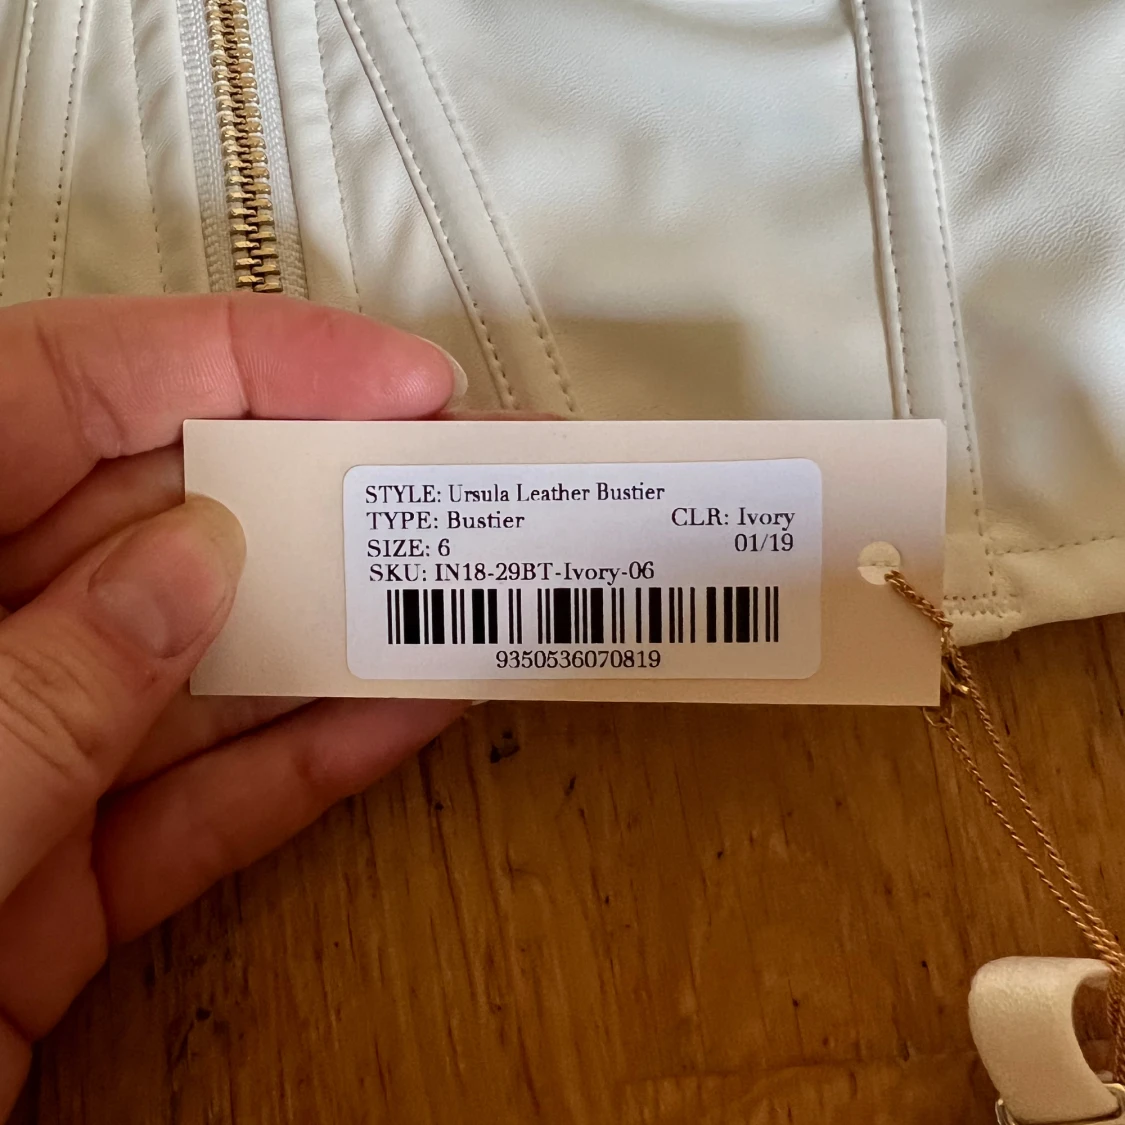 STYLE: Ursula Leather Bustier
TYPE: Bustier CLR: Ivory
SIZE: 6 01/19
SKU: IN18-29BT-Ivory-06
9350536070819